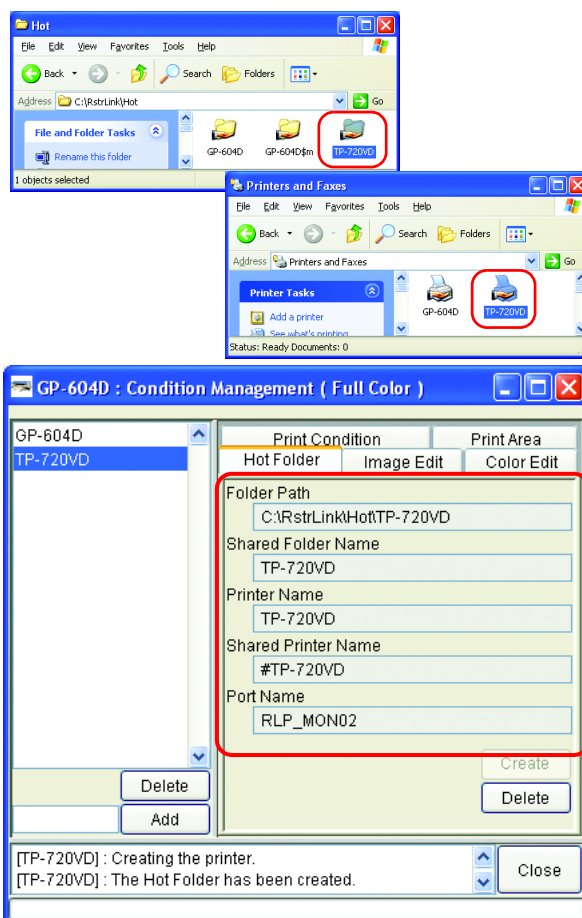 Hot
File Edit View Favorites Tools Help
Back Search Folders
Address C:\RstrLink\Hot Go
File and Folder Tasks
Rename this folder
GP-604D GP-604D$m TP-720VD
1 objects selected
Printers and Faxes
File Edit View Favorites Tools Help
Back Search Folders
Address Printers and Faxes Go
Printer Tasks
Add a printer
See what's printing
GP-604D TP-720VD
Status: Ready Documents: 0
GP-604D : Condition Management ( Full Color )
GP-604D
TP-720VD
Print Condition Print Area
Hot Folder Image Edit Color Edit
Folder Path
C:\RstrLink\Hot\TP-720VD
Shared Folder Name
TP-720VD
Printer Name
TP-720VD
Shared Printer Name
#TP-720VD
Port Name
RLP_MON02
Create
Delete
Delete
Add
[TP-720VD] : Creating the printer.
[TP-720VD] : The Hot Folder has been created.
Close